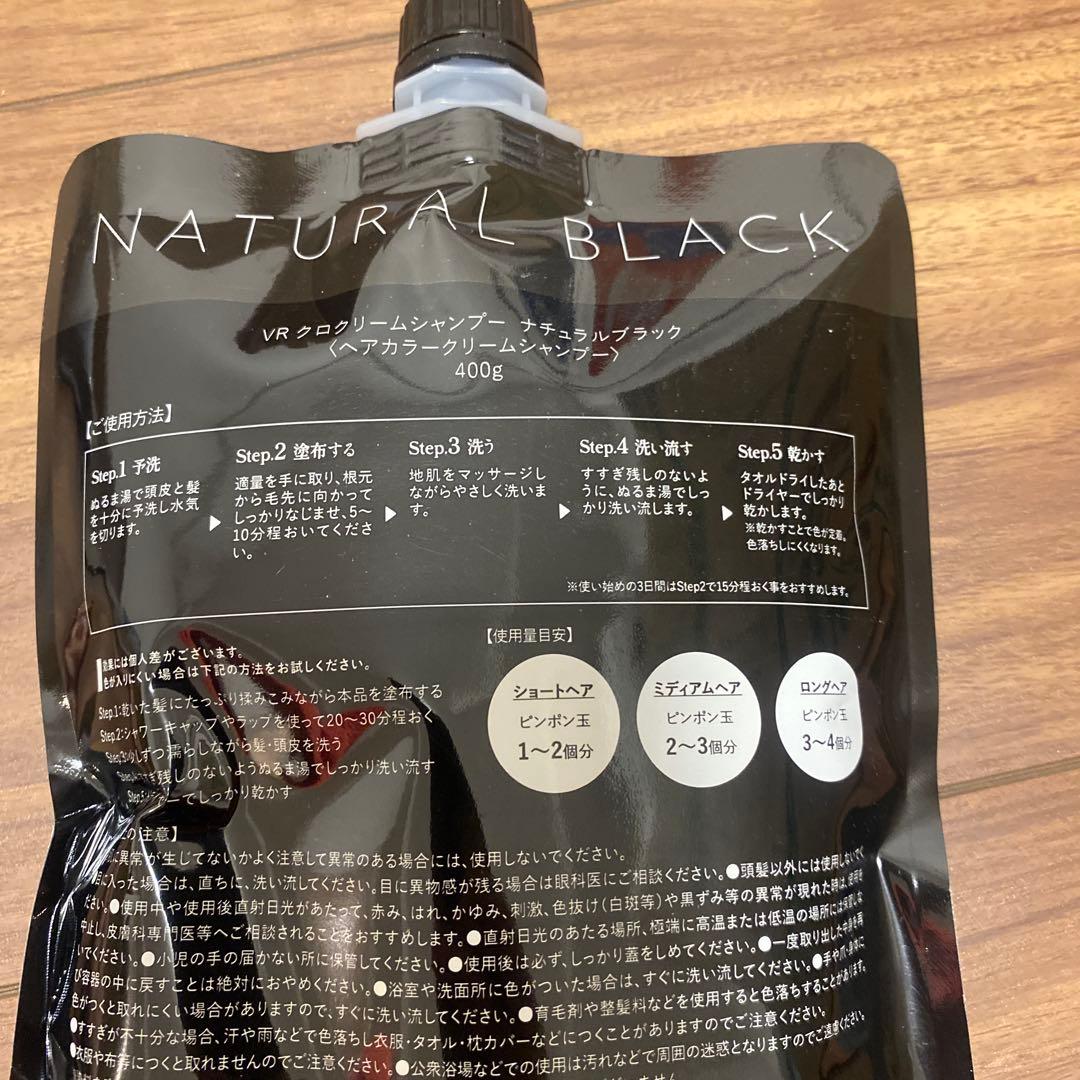 NATURAL BLACK
VR クロクリームシャンプー ナチュラルブラック
〈ヘアカラークリームシャンプー〉
400g
【ご使用方法】
Step.1 予洗
ぬるま湯で頭皮と髪
を十分に予洗し水気
を切ります。
Step.2 塗布する
適量を手に取り、根元
から毛先に向かって
しっかりなじませ、5～
10分程おいてくださ
い。
Step.3 洗う
地肌をマッサージし
ながらやさしく洗いま
す。
Step.4 洗い流す
すすぎ残しのないよ
うに、ぬるま湯でしっ
かり洗い流します。
Step.5 乾かす
タオルドライしたあと
ドライヤーでしっかり
乾かします。
※乾かすことで色が定着。
色落ちしにくくなります。
※使い始めの3日間はStep2で15分程おく事をおすすめします。
効果には個人差がございます。
色が入りにくい場合は下記の方法をお試しください。
Step.1:乾いた髪にたっぷり揉みこみながら本品を塗布する
Step.2:シャワーキャップやラップを使って20～30分程おく
ずつ濡らしながら髪・頭皮を洗う
残しのないようぬるま湯でしっかり洗い流す
ーでしっかり乾かす
【使用量目安】
ショートヘア
ピンポン玉
1～2個分
ミディアムヘア
ピンポン玉
2～3個分
ロングヘア
ピンポン玉
3～4個分
の注意】
に異常が生じてないかよく注意して異常のある場合には、使用しないでください。
に入った場合は、直ちに、洗い流してください。目に異物感が残る場合は眼科医にご相談ください。●頭髪以外には使用しないでく
●使用中や使用後直射日光があたって、赤み、はれ、かゆみ、刺激、色抜け(白斑等)や黒ずみ等の異常が現れた時は、使用を
中止し、皮膚科専門医等へご相談されることをおすすめします。●直射日光のあたる場所、極端に高温または低温の場所には保管しな
いでください。●小児の手の届かない所に保管してください。●使用後は必ず、しっかり蓋をしめてください。●一度取り出した中身を再
び容器の中に戻すことは絶対におやめください。●浴室や洗面所に色がついた場合は、すぐに洗い流してください。●手や爪・身体に
色がつくと取れにくい場合がありますので、すぐに洗い流してください。●育毛剤や整髪料などを使用すると色落ちすることがあります。
●すすぎが不十分な場合、汗や雨などで色落ちし衣服・タオル・枕カバーなどにつくことがありますのでご注意ください。
●衣服や布等につくと取れませんのでご注意ください。●公衆浴場などでの使用は汚れなどで周囲の迷惑となりますのでご遠慮ください。